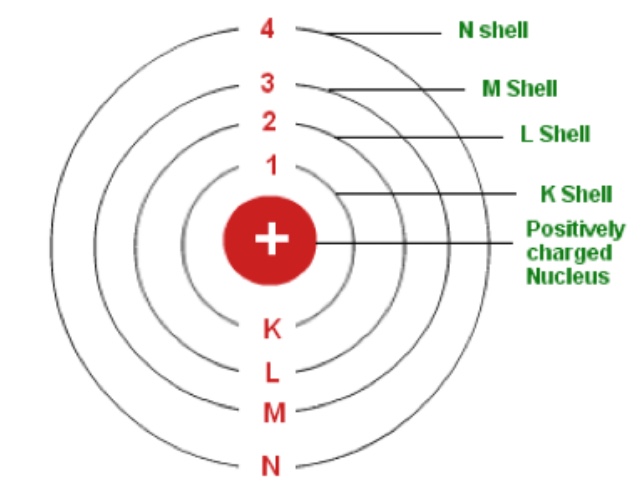 4
N shell
3
M Shell
2
L Shell
1
K Shell
+
Positively
charged
Nucleus
K
L
M
N